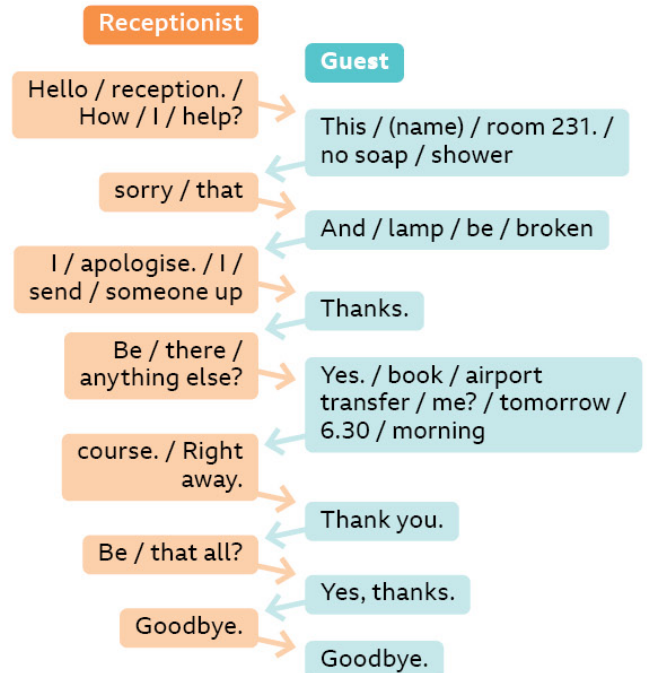 Receptionist
Guest
Hello / reception. /
How / I / help?
This / (name) / room 231. /
no soap / shower
sorry / that
And / lamp / be / broken
I / apologise. / I /
send / someone up
Thanks.
Be / there /
anything else?
Yes. / book / airport
transfer / me? / tomorrow /
6.30 / morning
course. / Right
away.
Thank you.
Be / that all?
Yes, thanks.
Goodbye.
Goodbye.